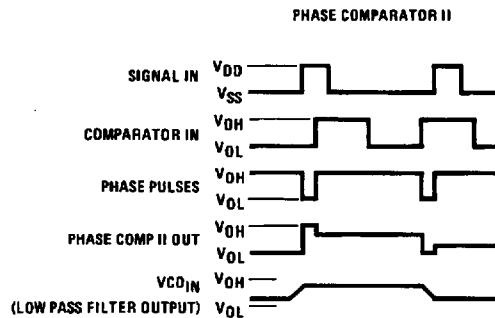 PHASE COMPARATOR II
SIGNAL IN
VDD
VSS
COMPARATOR IN
VOH
VOL
PHASE PULSES
VOH
VOL
PHASE COMP II OUT
VOH
VOL
VCOIN
(LOW PASS FILTER OUTPUT)
VOH
VOL